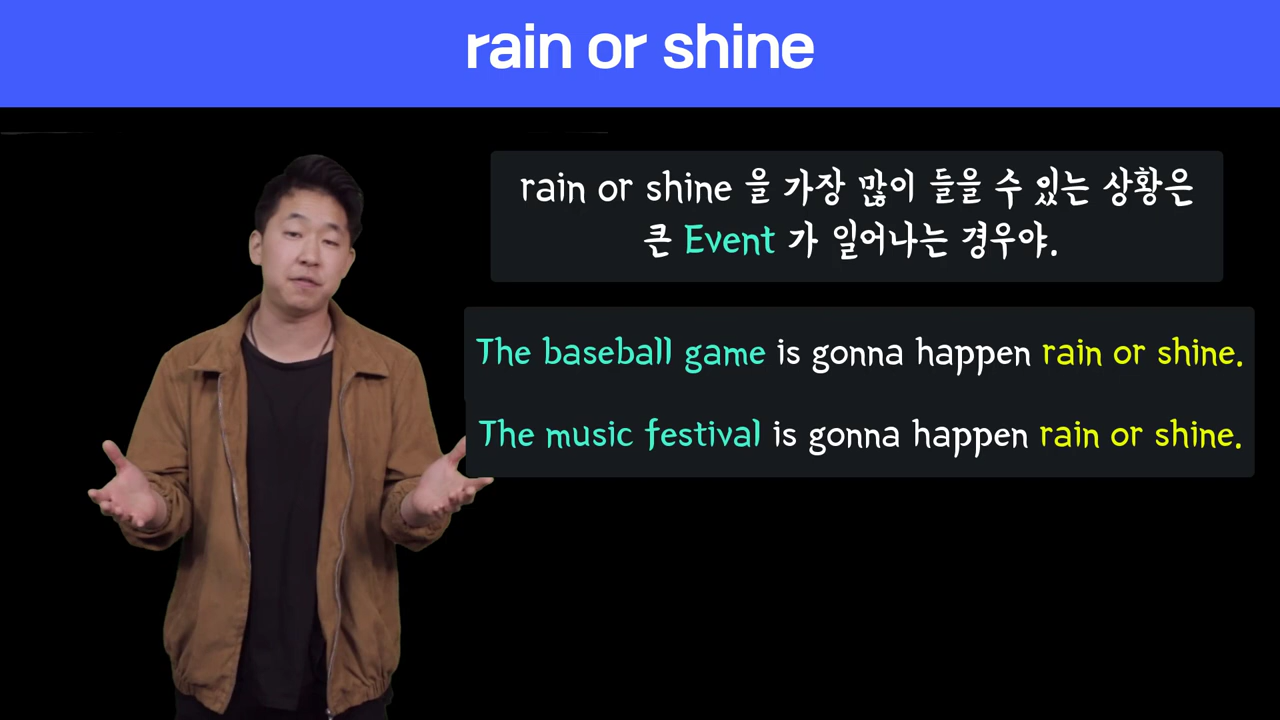 rain or shine
rain or shine 을 가장 많이 들을 수 있는 상황은
큰 Event 가 일어나는 경우야.
The baseball game is gonna happen rain or shine.
The music festival is gonna happen rain or shine.